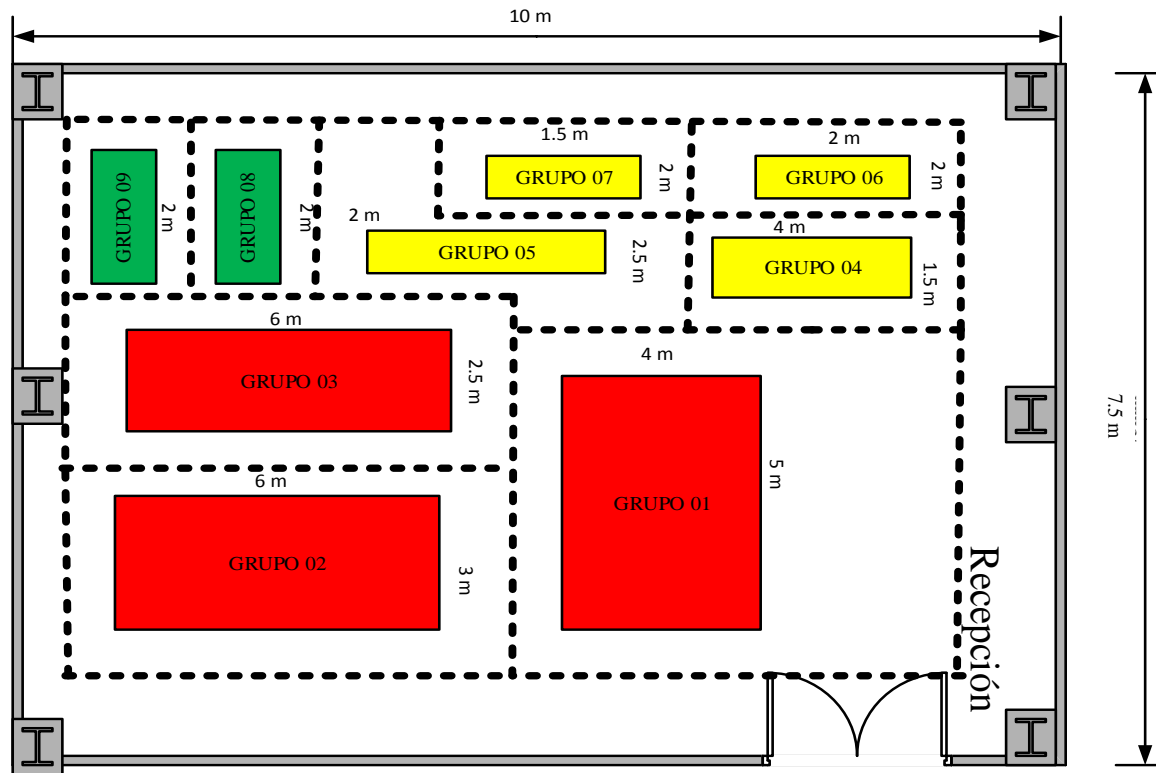 10 m
1.5 m
2 m
GRUPO 09
2 m
GRUPO 08
2 m
GRUPO 07
2 m
GRUPO 06
2 m
2 m
GRUPO 05
2.5 m
4 m
GRUPO 04
1.5 m
6 m
GRUPO 03
2.5 m
4 m
GRUPO 01
5 m
7.5 m
6 m
GRUPO 02
3 m
Recepción